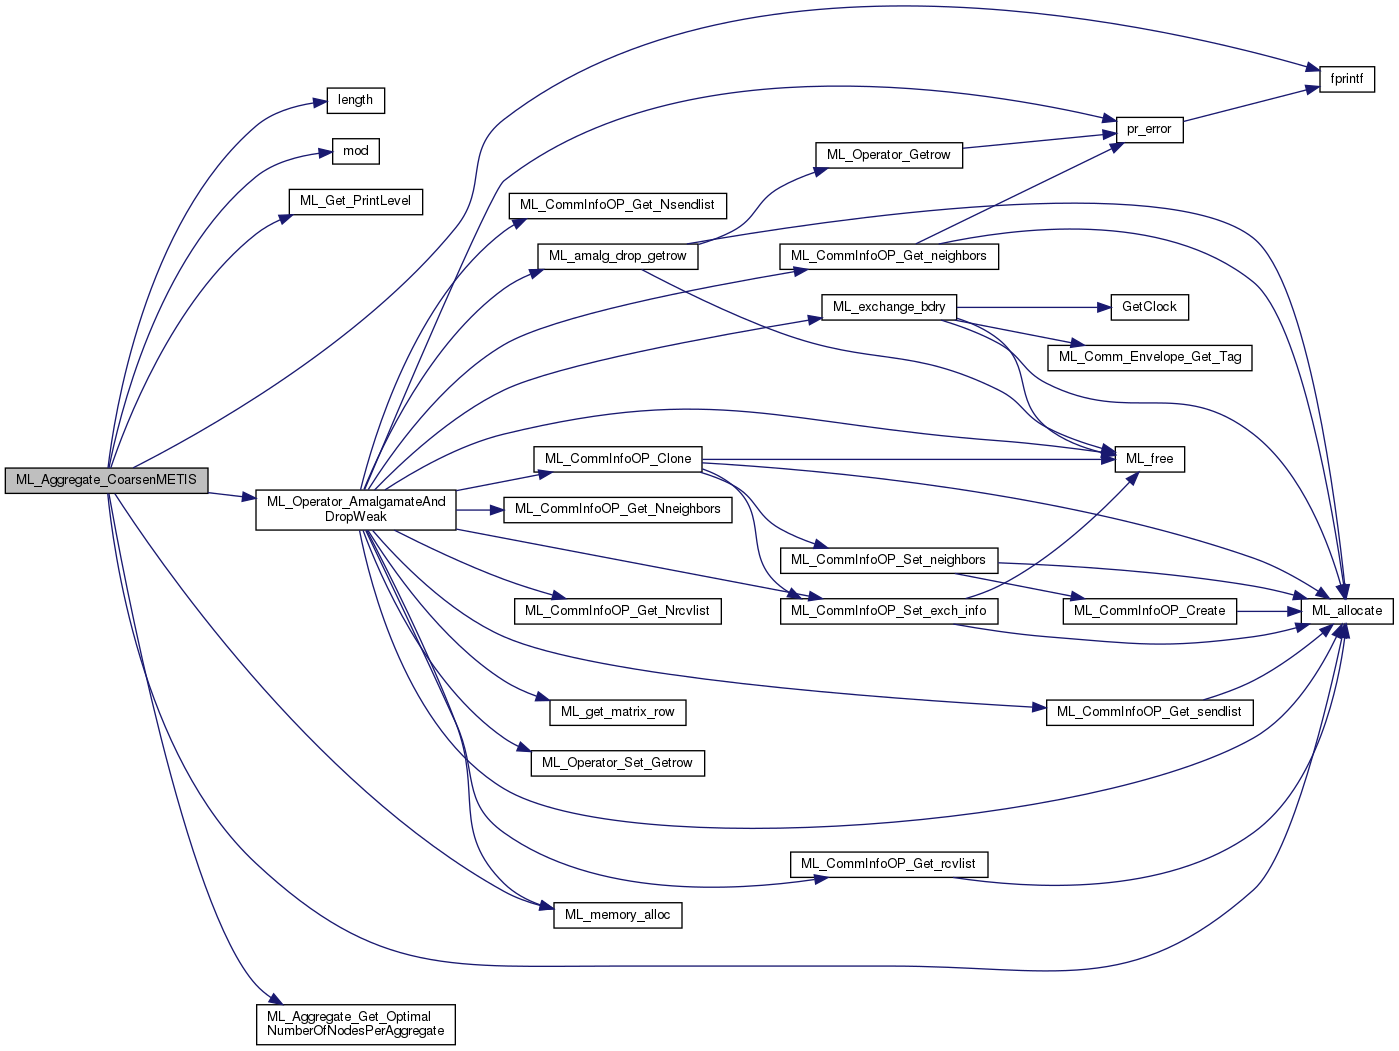 fprintf
length
pr_error
mod
ML_Operator_Getrow
ML_Get_PrintLevel
ML_CommInfoOP_Get_Nsendlist
ML_amalg_drop_getrow
ML_CommInfoOP_Get_neighbors
ML_exchange_bdry
GetClock
ML_Comm_Envelope_Get_Tag
ML_CommInfoOP_Clone
ML_free
ML_Aggregate_CoarsenMETIS
ML_Operator_AmalgamateAnd
DropWeak
ML_CommInfoOP_Get_Nneighbors
ML_CommInfoOP_Set_neighbors
ML_CommInfoOP_Get_Nrcvlist
ML_CommInfoOP_Set_exch_info
ML_CommInfoOP_Create
ML_allocate
ML_get_matrix_row
ML_CommInfoOP_Get_sendlist
ML_Operator_Set_Getrow
ML_CommInfoOP_Get_rcvlist
ML_memory_alloc
ML_Aggregate_Get_Optimal
NumberOfNodesPerAggregate